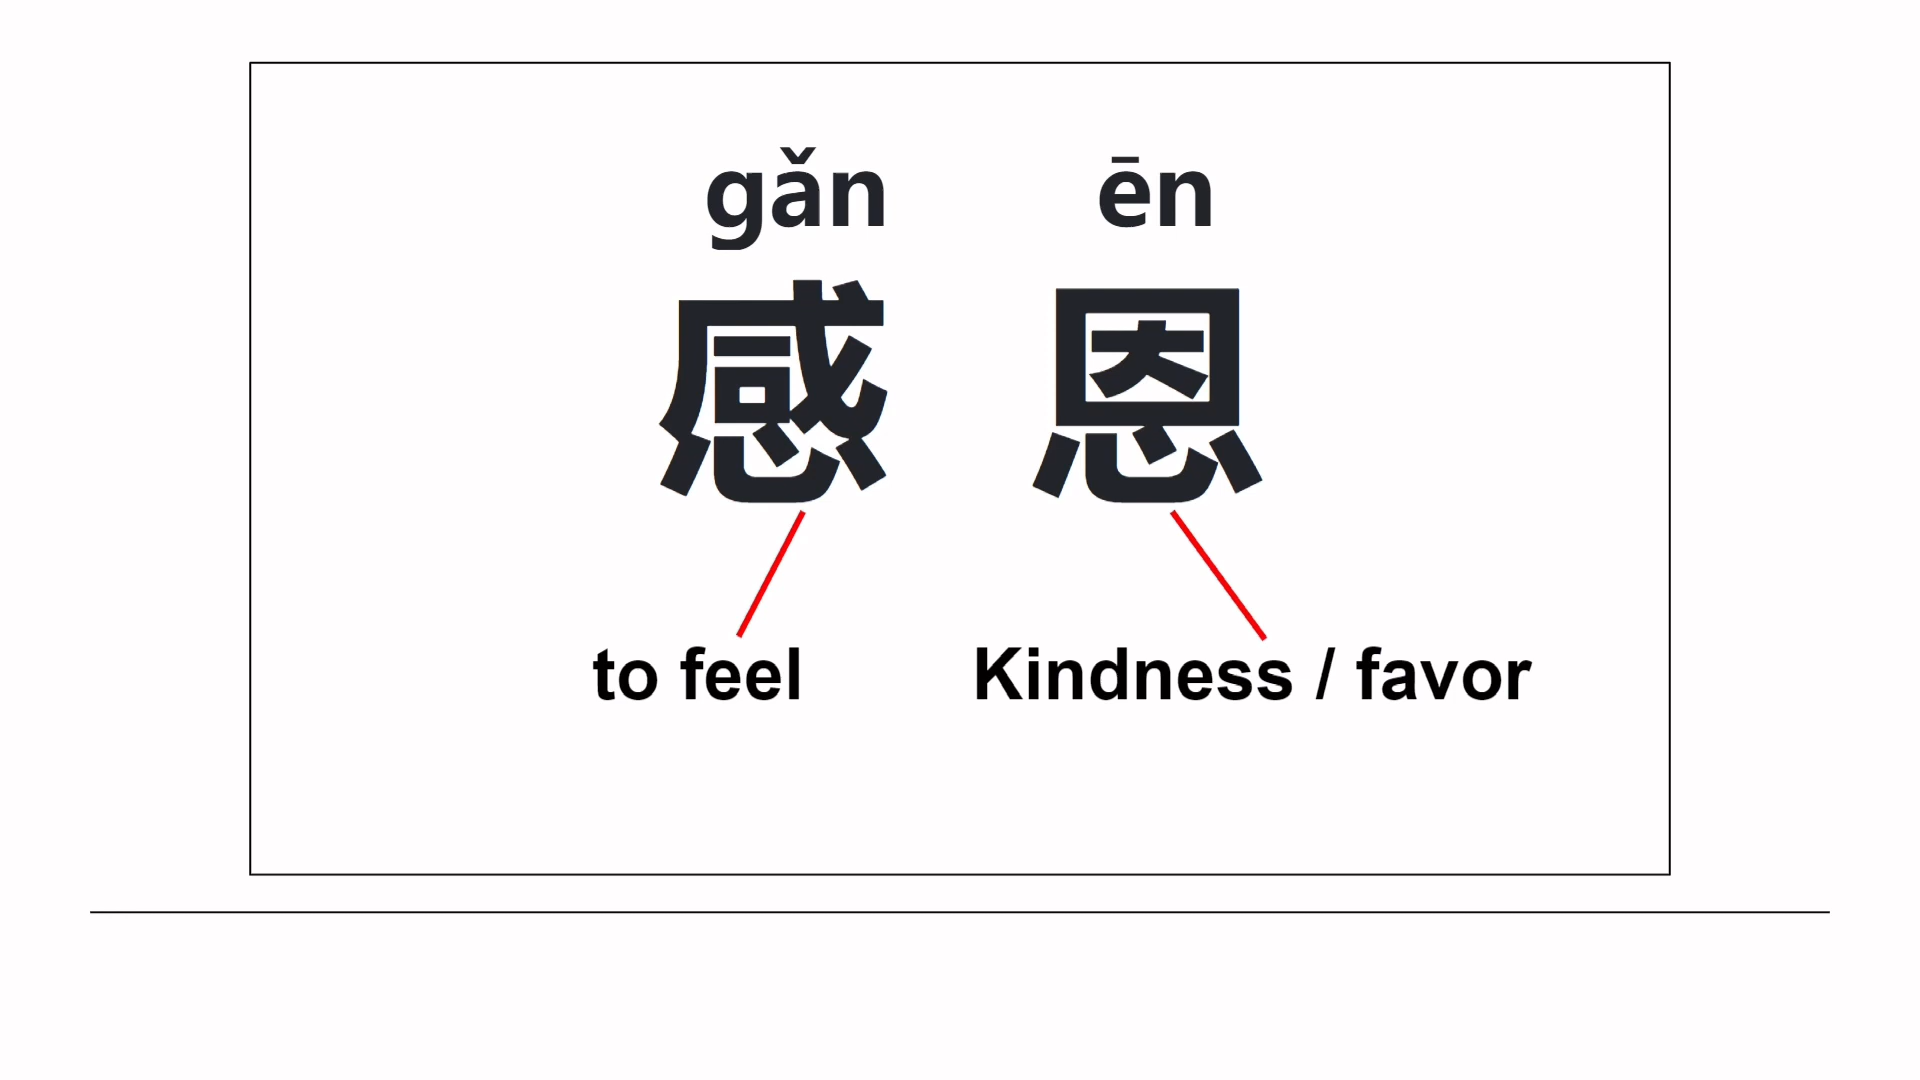 gǎn ēn
感 恩
to feel Kindness / favor